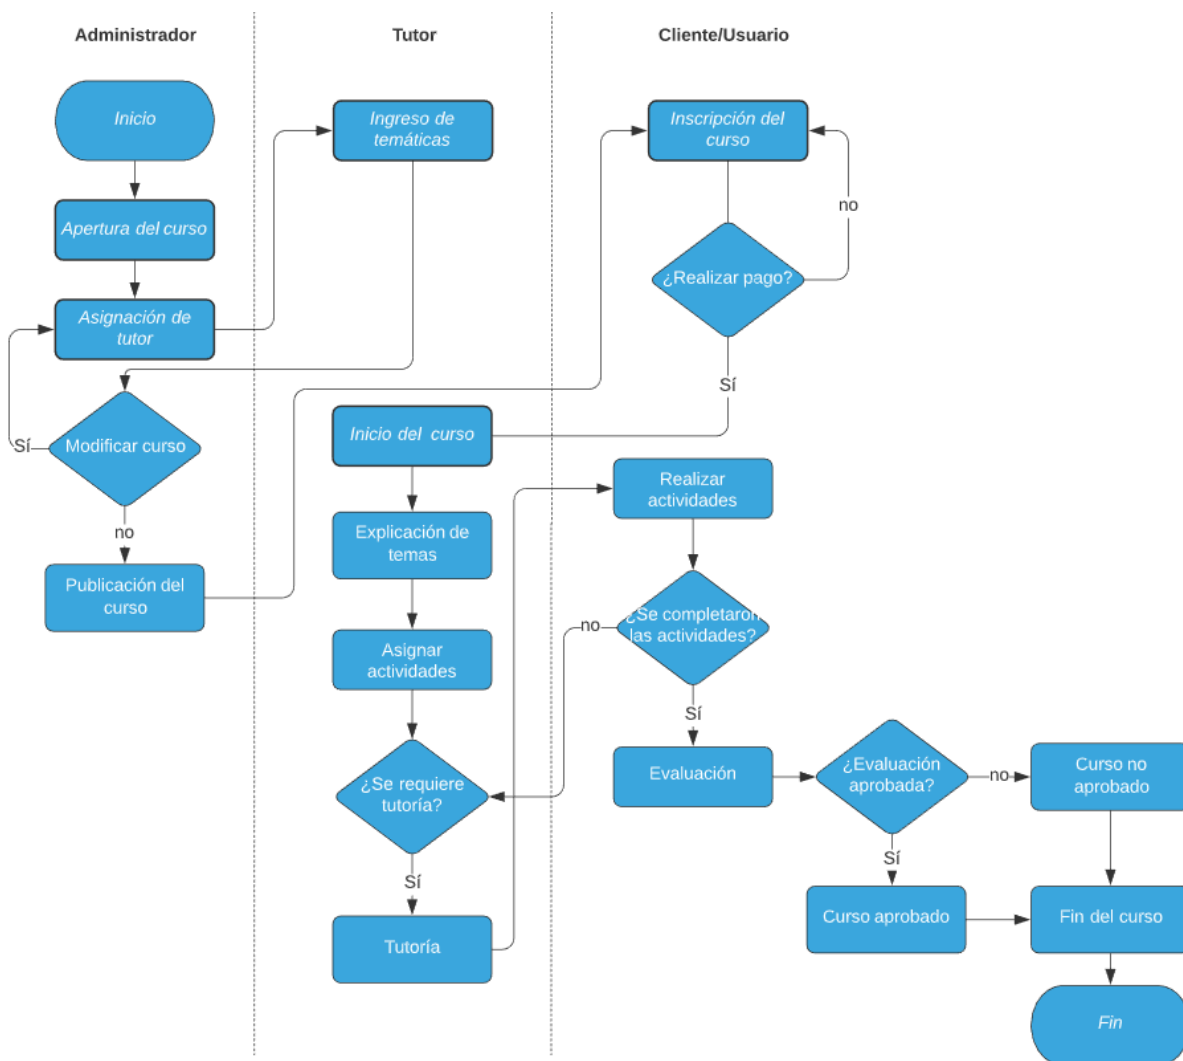 Administrador
Tutor
Cliente/Usuario
Inicio
Ingreso de
temáticas
Inscripción del
curso
no
Apertura del curso
¿Realizar pago?
Asignación de
tutor
Sí
Inicio del curso
Modificar curso
Sí
Realizar
actividades
no
Explicación de
temas
Publicación del
curso
¿Se completaron
las actividades?
no
Asignar
actividades
Sí
¿Se requiere
tutoría?
Evaluación
¿Evaluación
aprobada?
no
Curso no
aprobado
Sí
Sí
Tutoría
Curso aprobado
Fin del curso
Fin